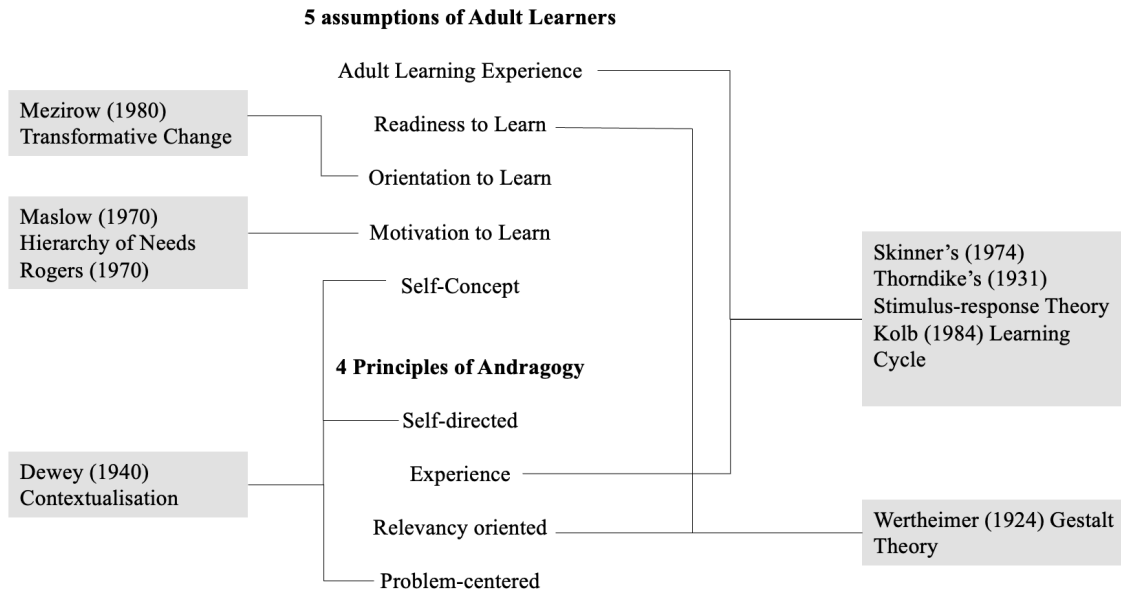 5 assumptions of Adult Learners
Adult Learning Experience
Mezirow (1980)
Transformative Change
Readiness to Learn
Orientation to Learn
Maslow (1970)
Hierarchy of Needs
Rogers (1970)
Motivation to Learn
Self-Concept
Skinner’s (1974)
Thorndike’s (1931)
Stimulus-response Theory
Kolb (1984) Learning
Cycle
4 Principles of Andragogy
Self-directed
Experience
Dewey (1940)
Contextualisation
Relevancy oriented
Wertheimer (1924) Gestalt
Theory
Problem-centered